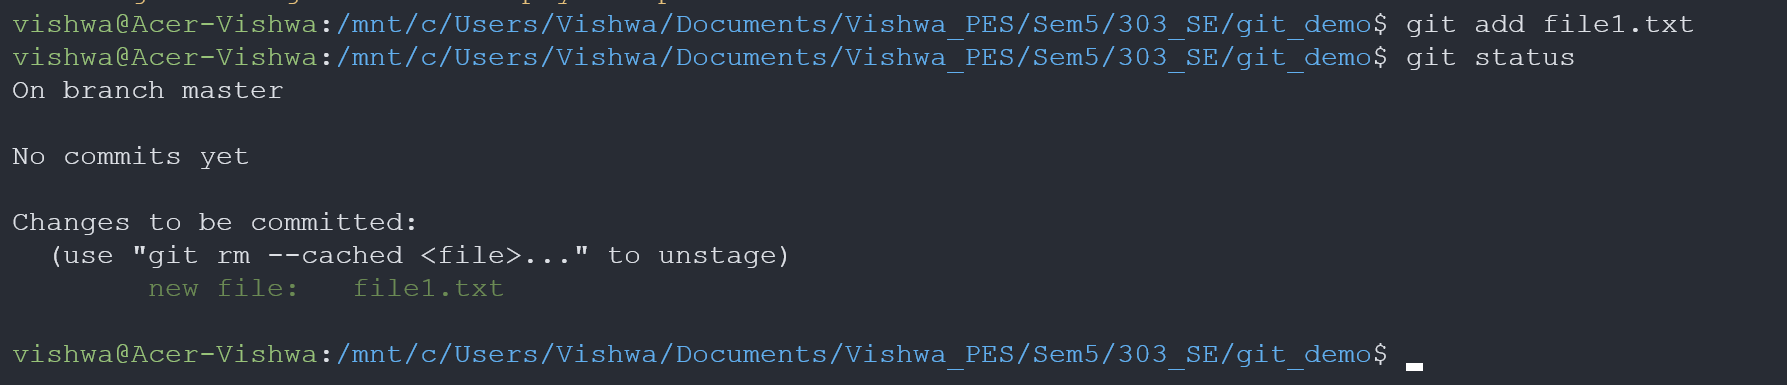 vishwa@Acer-Vishwa:/mnt/c/Users/Vishwa/Documents/Vishwa_PES/Sem5/303_SE/git_demo$ git add file1.txt
vishwa@Acer-Vishwa:/mnt/c/Users/Vishwa/Documents/Vishwa_PES/Sem5/303_SE/git_demo$ git status
On branch master
No commits yet
Changes to be committed:
(use "git rm --cached <file>..." to unstage)
new file: file1.txt
vishwa@Acer-Vishwa:/mnt/c/Users/Vishwa/Documents/Vishwa_PES/Sem5/303_SE/git_demo$